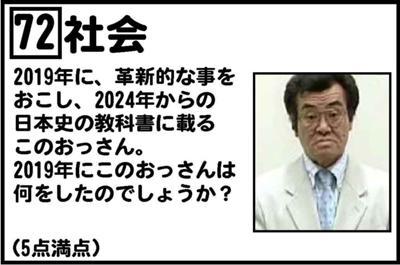 72社会
2019年に、革新的な事を
おこし、2024年からの
日本史の教科書に載る
このおっさん。
2019年にこのおっさんは
何をしたのでしょうか？
（5点満点）